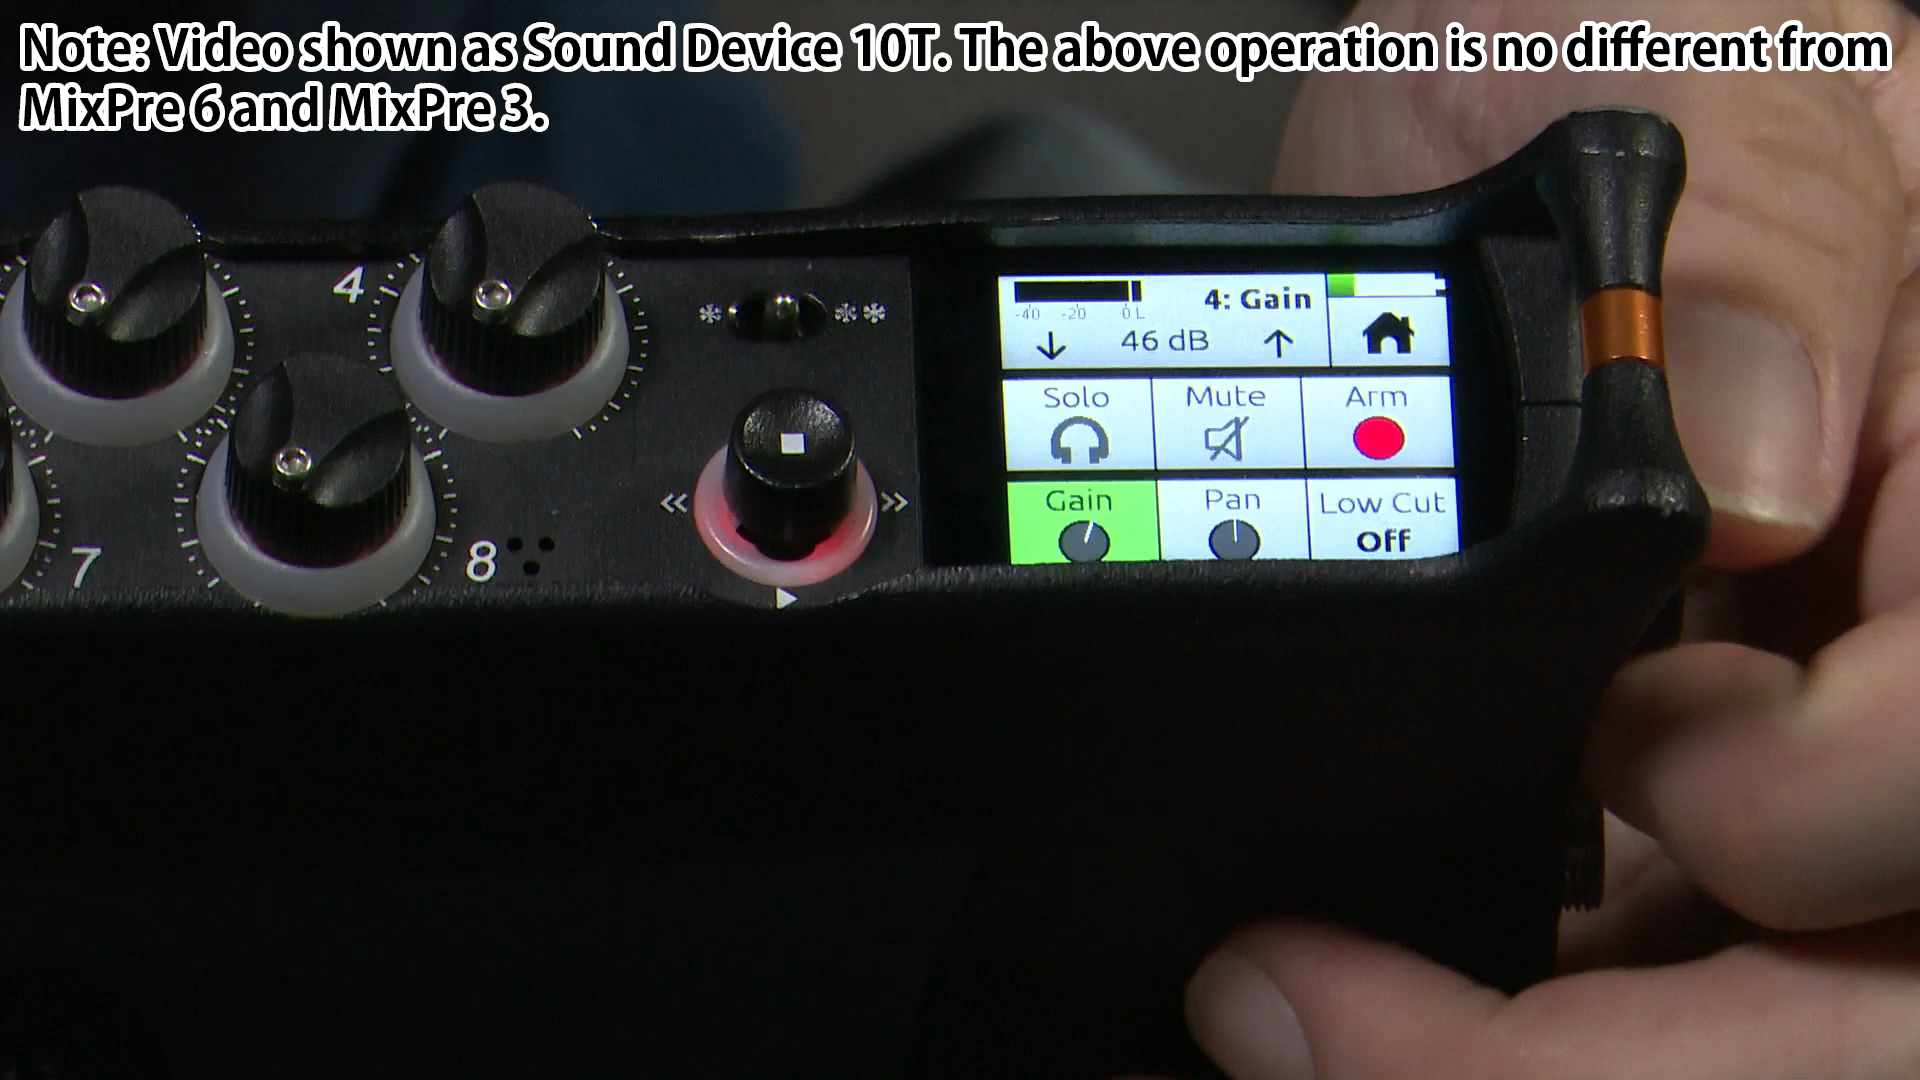 Note: Video shown as Sound Device 10T. The above operation is no different from
MixPre 6 and MixPre 3.
4
7
8
-40 -20 0 L
4: Gain
46 dB
Solo Mute Arm
Gain Pan Low Cut
Off